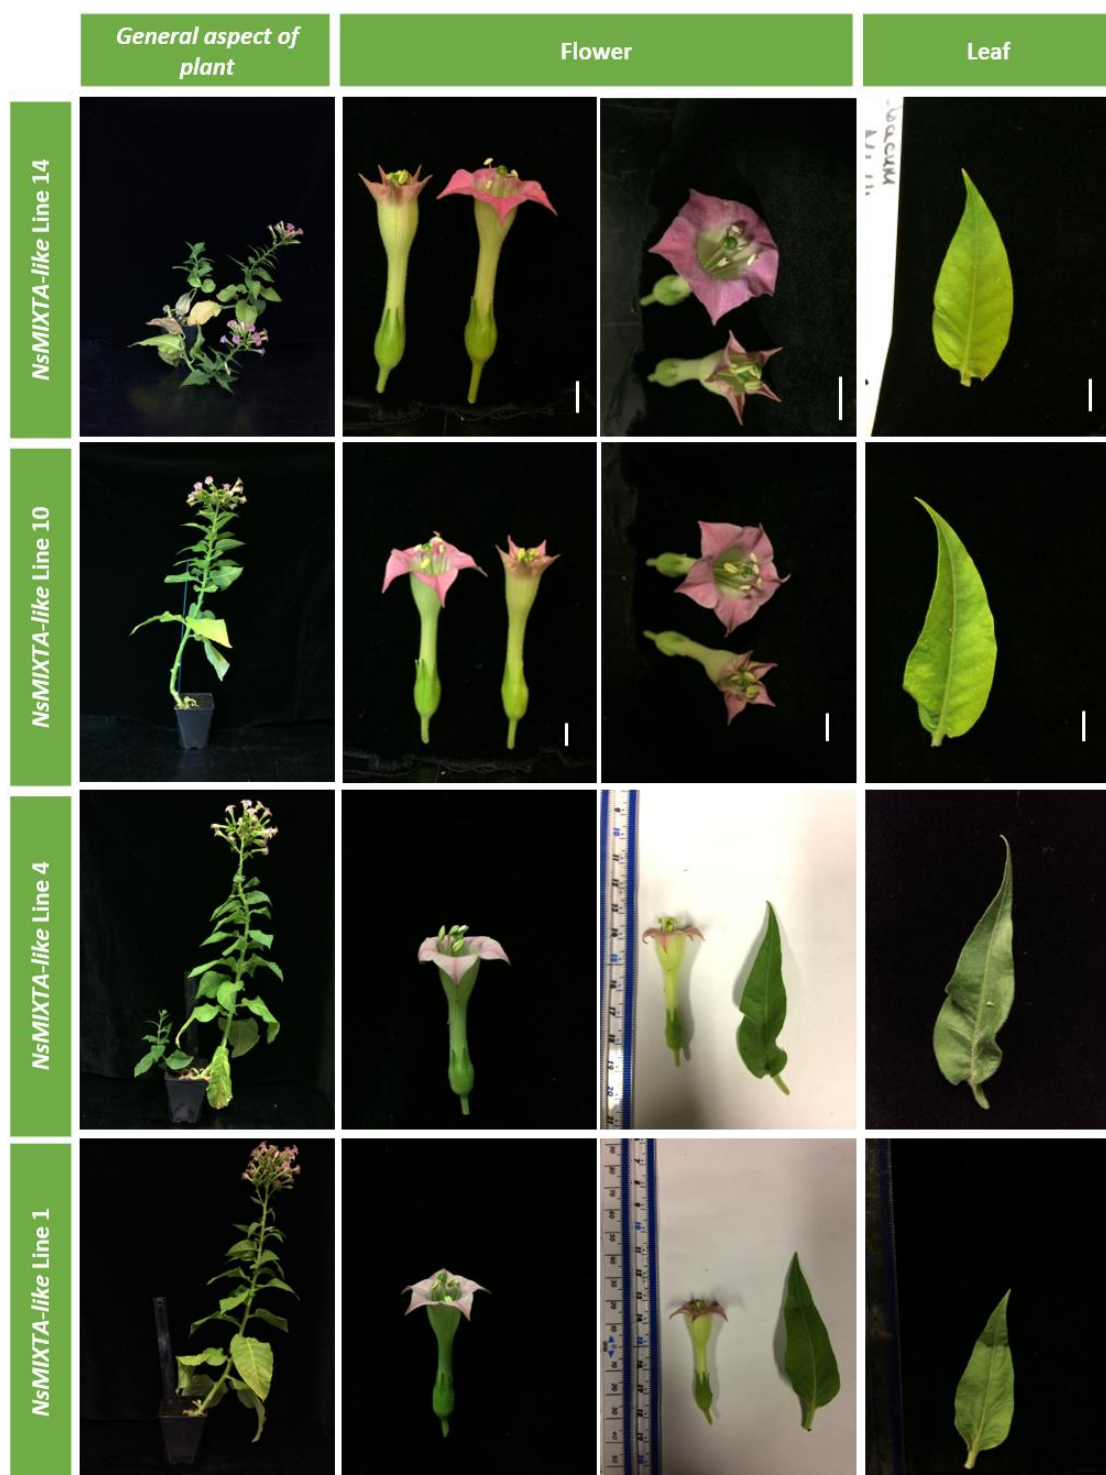 General aspect of
plant
Flower
Leaf
NsMIXTA-like Line 14
NsMIXTA-like Line 10
NsMIXTA-like Line 4
NsMIXTA-like Line 1